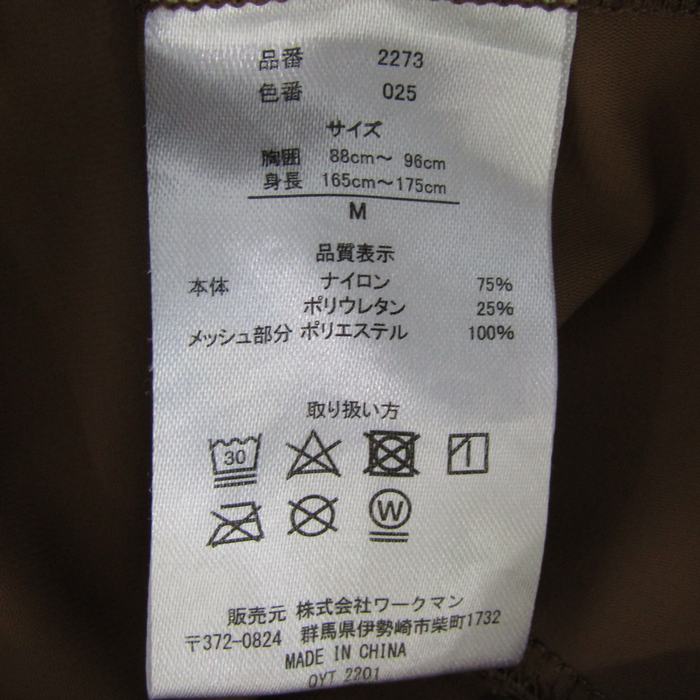 品番 2273
色番 025
サイズ
胸囲 88cm～ 96cm
身長 165cm～175cm
M
品質表示
本体 ナイロン 75%
ポリウレタン 25%
メッシュ部分 ポリエステル 100%
取り扱い方
30
W
販売元 株式会社ワークマン
〒372-0824 群馬県伊勢崎市柴町1732
MADE IN CHINA
QYT 2201